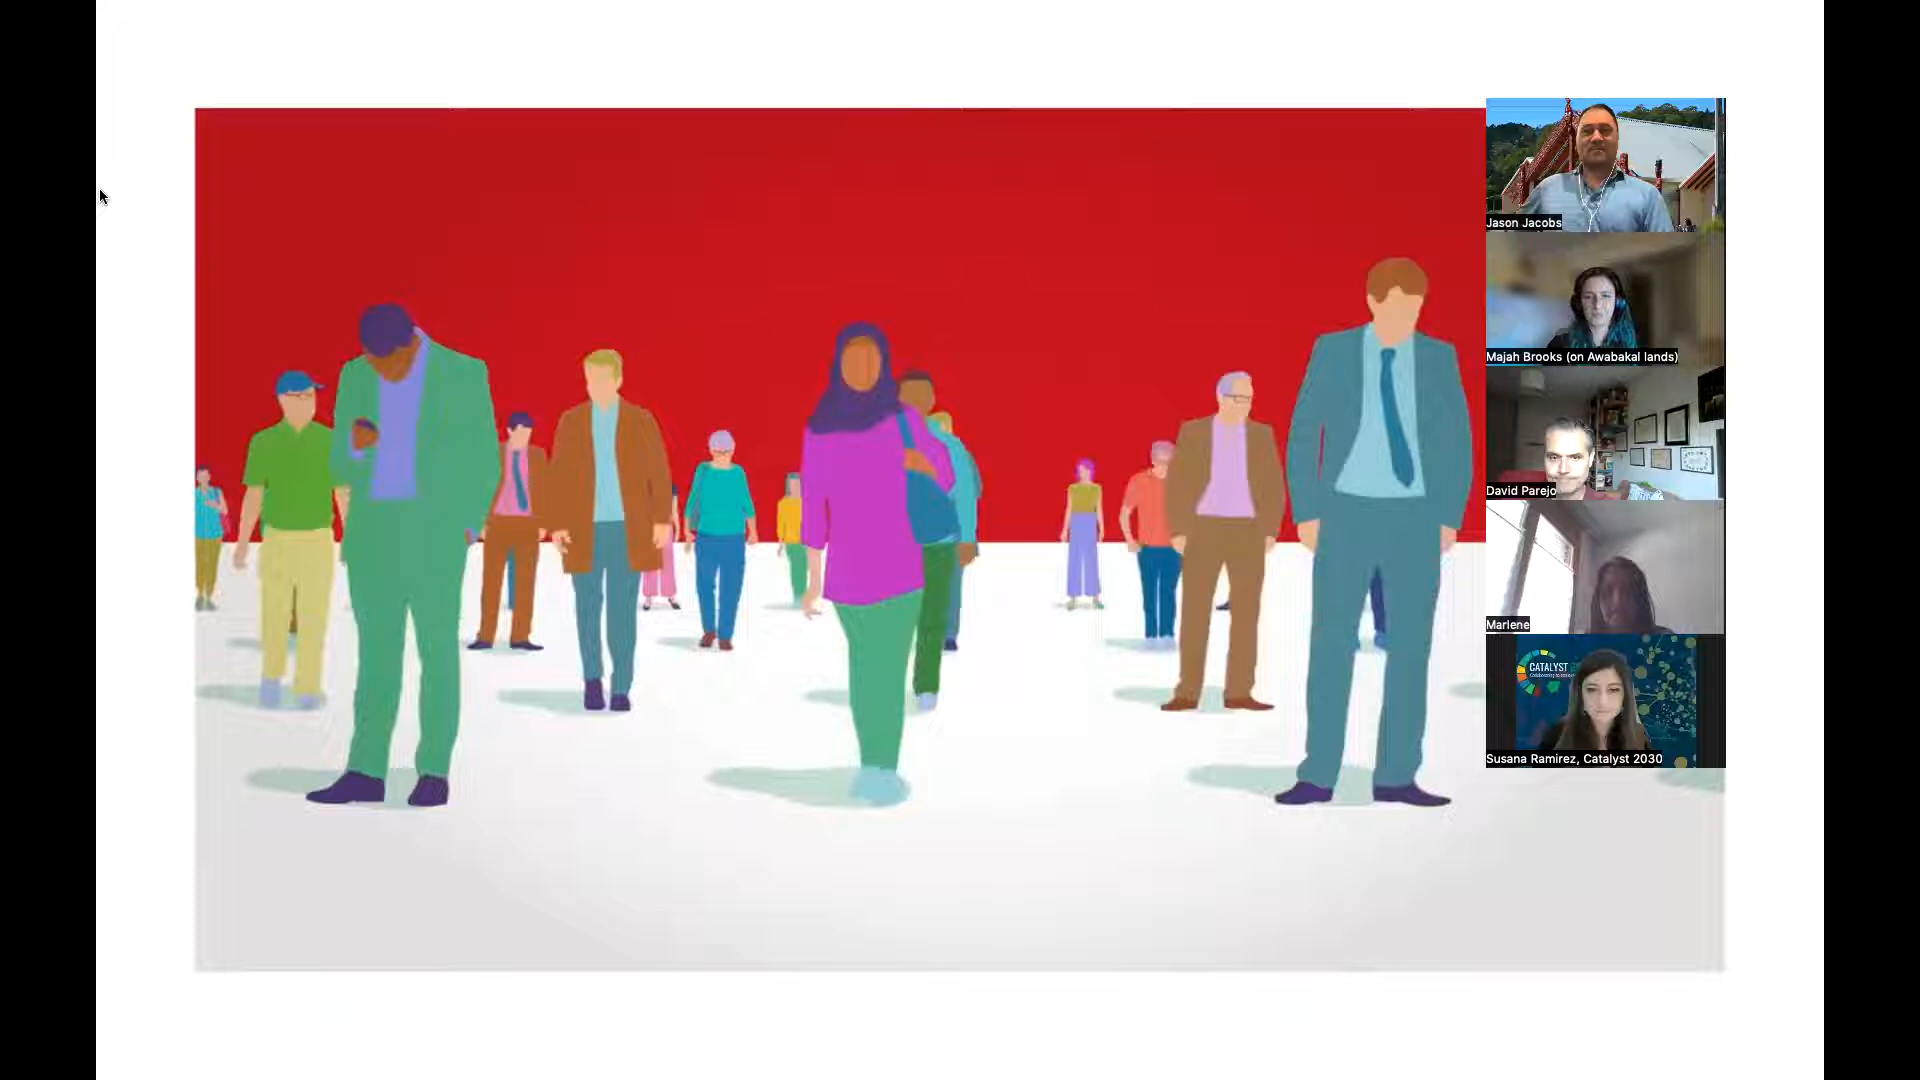 Jason Jacobs
Majah Brooks (on Awabakal lands)
David Parejo
Marlene
CATALYST
Susana Ramirez, Catalyst 2030